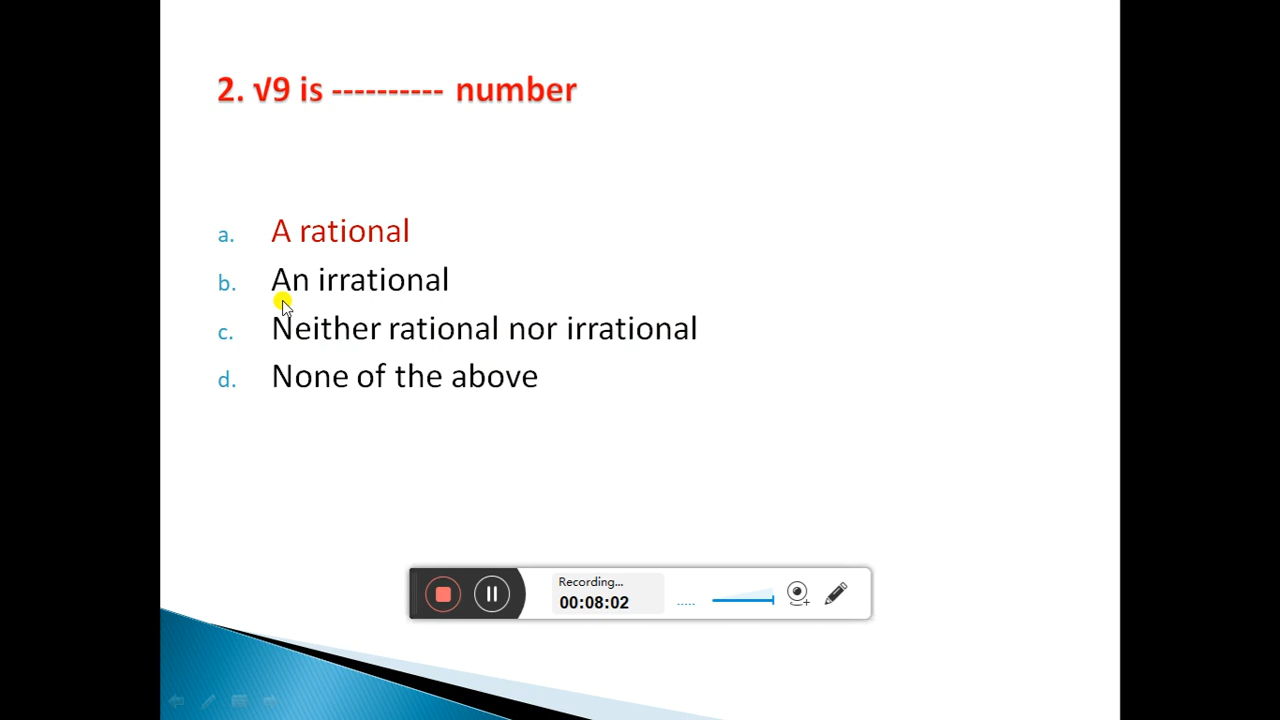 2. √9 is ---------- number
a. A rational
b. An irrational
c. Neither rational nor irrational
d. None of the above
Recording...
00:08:02